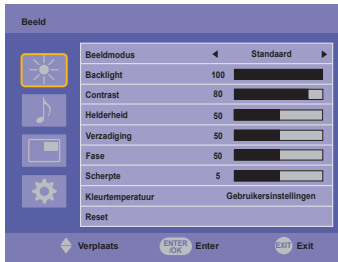 Beeld
Beeldmodus Standaard
Backlight 100
Contrast 80
Helderheid 50
Verzadiging 50
Fase 50
Scherpte 5
Kleurtemperatuur Gebruikersinstellingen
Reset
Verplaats ENTER /OK Enter EXIT Exit